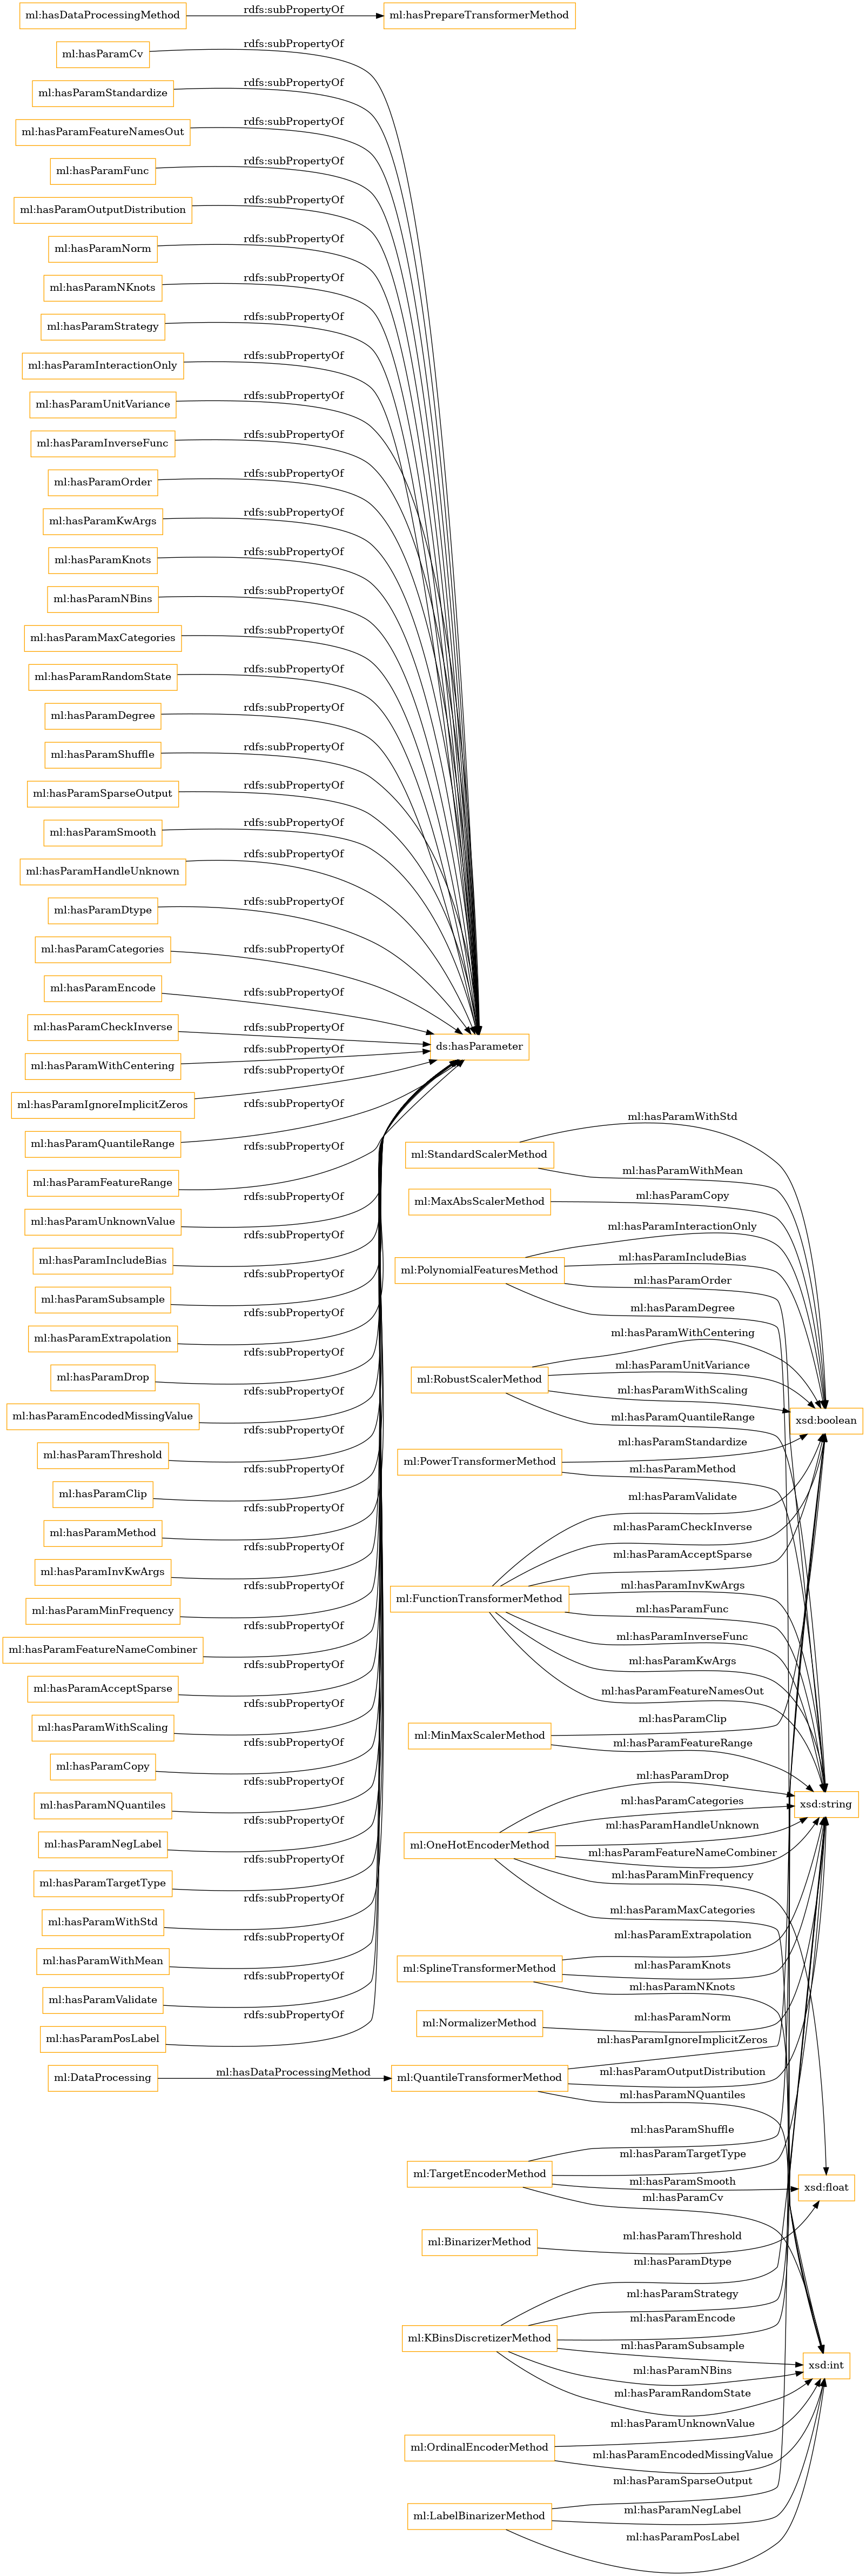 ml:hasDataProcessingMethod rdfs:subPropertyOf ml:hasPrepareTransformerMethod
ml:hasParamCv rdfs:subPropertyOf
ml:hasParamStandardize rdfs:subPropertyOf
ml:hasParamFeatureNamesOut rdfs:subPropertyOf
ml:hasParamFunc rdfs:subPropertyOf
ml:hasParamOutputDistribution rdfs:subPropertyOf
ml:hasParamNorm rdfs:subPropertyOf
ml:hasParamNKnots rdfs:subPropertyOf
ml:hasParamStrategy rdfs:subPropertyOf
ml:hasParamInteractionOnly rdfs:subPropertyOf
ml:hasParamUnitVariance rdfs:subPropertyOf
ml:hasParamInverseFunc rdfs:subPropertyOf
ml:hasParamOrder rdfs:subPropertyOf
ml:hasParamKwArgs rdfs:subPropertyOf
ml:hasParamKnots rdfs:subPropertyOf
ml:hasParamNBins rdfs:subPropertyOf
ml:hasParamMaxCategories rdfs:subPropertyOf
ml:hasParamRandomState rdfs:subPropertyOf
ml:hasParamDegree rdfs:subPropertyOf
ml:hasParamShuffle rdfs:subPropertyOf
ml:hasParamSparseOutput rdfs:subPropertyOf
ml:hasParamSmooth rdfs:subPropertyOf
ml:hasParamHandleUnknown rdfs:subPropertyOf
ml:hasParamDtype rdfs:subPropertyOf
ml:hasParamCategories rdfs:subPropertyOf
ml:hasParamEncode rdfs:subPropertyOf
ml:hasParamCheckInverse rdfs:subPropertyOf
ds:hasParameter
ml:hasParamWithCentering rdfs:subPropertyOf
ml:hasParamIgnoreImplicitZeros rdfs:subPropertyOf
ml:hasParamQuantileRange rdfs:subPropertyOf
ml:hasParamFeatureRange rdfs:subPropertyOf
ml:hasParamUnknownValue rdfs:subPropertyOf
ml:hasParamIncludeBias rdfs:subPropertyOf
ml:hasParamSubsample rdfs:subPropertyOf
ml:hasParamExtrapolation rdfs:subPropertyOf
ml:hasParamDrop rdfs:subPropertyOf
ml:hasParamEncodedMissingValue rdfs:subPropertyOf
ml:hasParamThreshold rdfs:subPropertyOf
ml:hasParamClip rdfs:subPropertyOf
ml:hasParamMethod rdfs:subPropertyOf
ml:hasParamInvKwArgs rdfs:subPropertyOf
ml:hasParamMinFrequency rdfs:subPropertyOf
ml:hasParamFeatureNameCombiner rdfs:subPropertyOf
ml:hasParamAcceptSparse rdfs:subPropertyOf
ml:hasParamWithScaling rdfs:subPropertyOf
ml:hasParamCopy rdfs:subPropertyOf
ml:hasParamNQuantiles rdfs:subPropertyOf
ml:hasParamNegLabel rdfs:subPropertyOf
ml:hasParamTargetType rdfs:subPropertyOf
ml:hasParamWithStd rdfs:subPropertyOf
ml:hasParamWithMean rdfs:subPropertyOf
ml:hasParamValidate rdfs:subPropertyOf
ml:hasParamPosLabel rdfs:subPropertyOf
ml:DataProcessing ml:hasDataProcessingMethod ml:QuantileTransformerMethod
ml:StandardScalerMethod
ml:hasParamWithStd
ml:hasParamWithMean
ml:MaxAbsScalerMethod
ml:hasParamCopy
ml:PolynomialFeaturesMethod
ml:hasParamInteractionOnly
ml:hasParamIncludeBias
ml:hasParamOrder
ml:hasParamDegree
ml:RobustScalerMethod
ml:hasParamWithCentering
ml:hasParamUnitVariance
ml:hasParamWithScaling
ml:hasParamQuantileRange
xsd:boolean
ml:PowerTransformerMethod
ml:hasParamStandardize
ml:hasParamMethod
ml:FunctionTransformerMethod
ml:hasParamValidate
ml:hasParamCheckInverse
ml:hasParamAcceptSparse
ml:hasParamInvKwArgs
ml:hasParamFunc
ml:hasParamInverseFunc
ml:hasParamKwArgs
ml:hasParamFeatureNamesOut
ml:MinMaxScalerMethod
ml:hasParamClip
ml:hasParamFeatureRange
xsd:string
ml:OneHotEncoderMethod
ml:hasParamDrop
ml:hasParamCategories
ml:hasParamHandleUnknown
ml:hasParamFeatureNameCombiner
ml:hasParamMinFrequency
ml:hasParamMaxCategories
ml:SplineTransformerMethod
ml:hasParamExtrapolation
ml:hasParamKnots
ml:hasParamNKnots
ml:NormalizerMethod
ml:hasParamNorm
ml:hasParamIgnoreImplicitZeros
ml:hasParamOutputDistribution
ml:hasParamNQuantiles
ml:TargetEncoderMethod
ml:hasParamShuffle
ml:hasParamTargetType
ml:hasParamSmooth
ml:hasParamCv
xsd:float
ml:BinarizerMethod
ml:hasParamThreshold
ml:KBinsDiscretizerMethod
ml:hasParamDtype
ml:hasParamStrategy
ml:hasParamEncode
ml:hasParamSubsample
ml:hasParamNBins
ml:hasParamRandomState
xsd:int
ml:OrdinalEncoderMethod
ml:hasParamUnknownValue
ml:hasParamEncodedMissingValue
ml:LabelBinarizerMethod
ml:hasParamSparseOutput
ml:hasParamNegLabel
ml:hasParamPosLabel